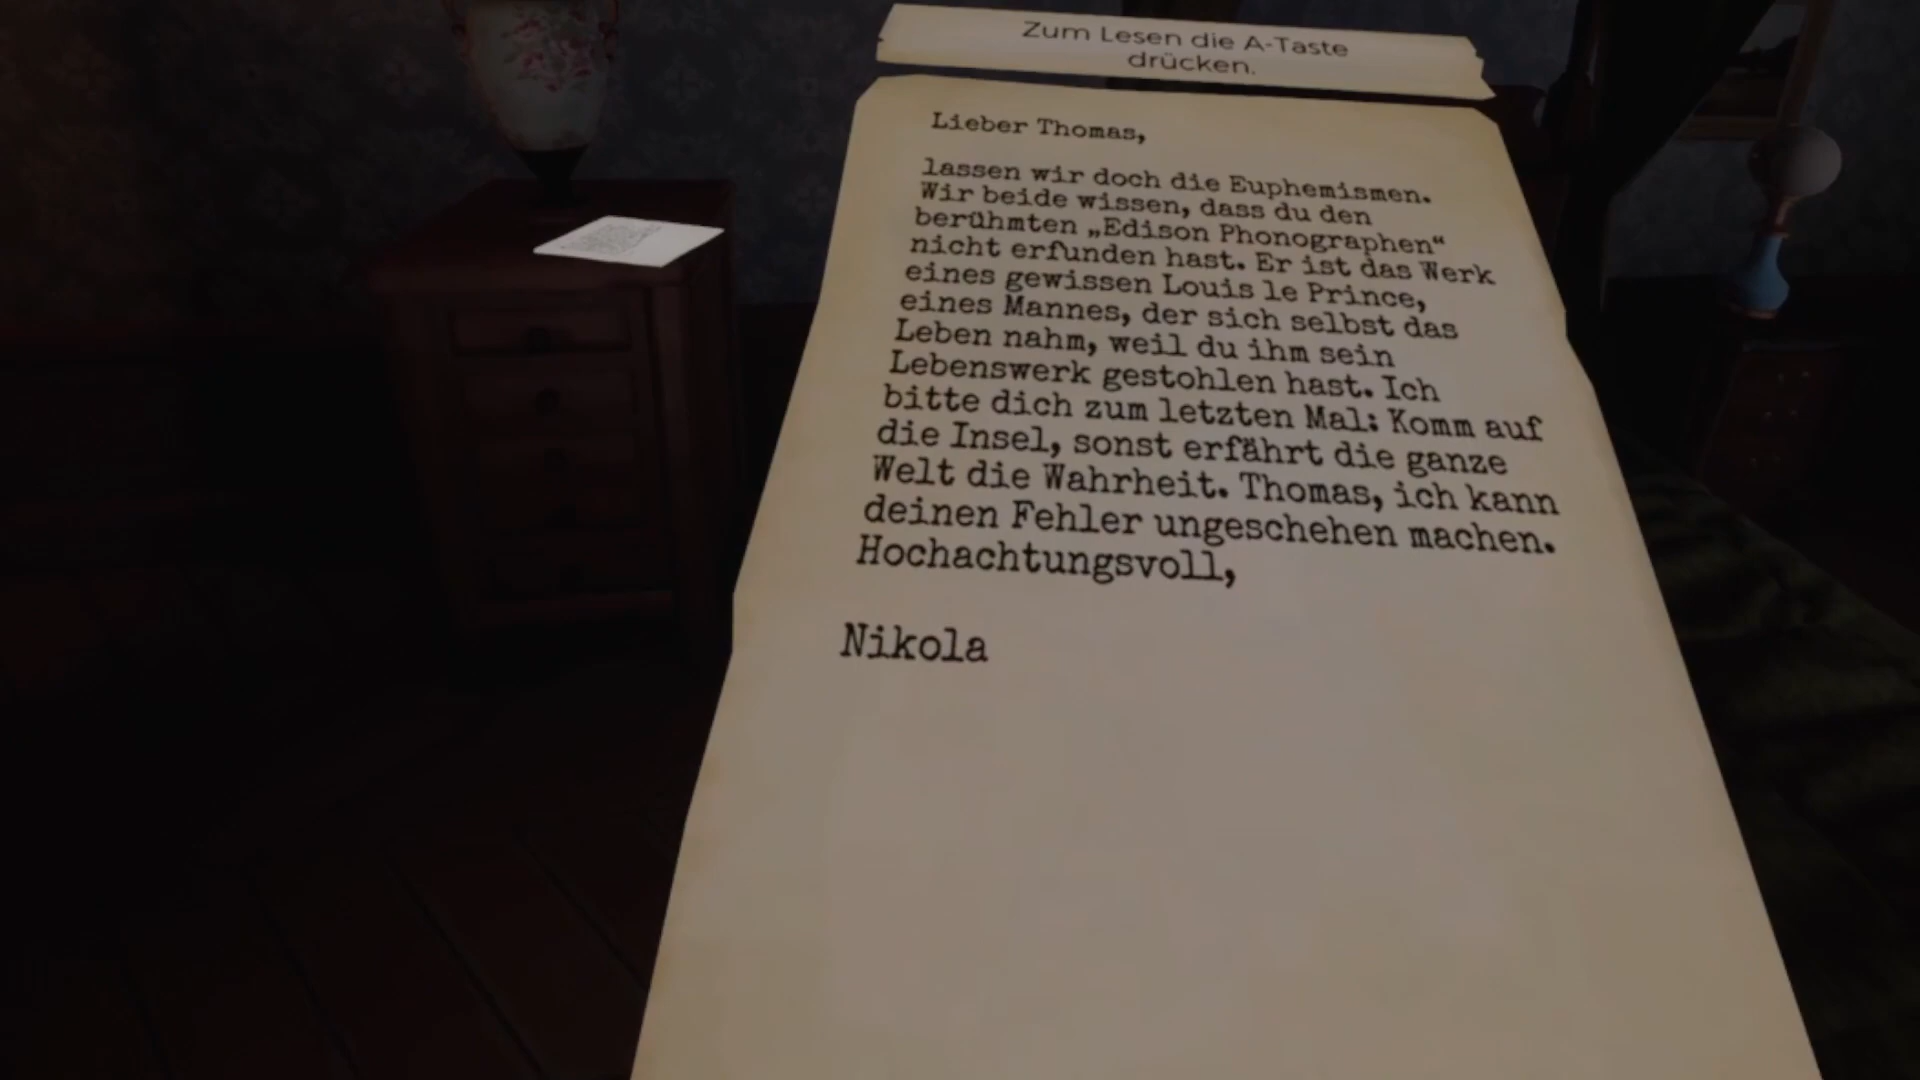 Zum Lesen die A-Taste
drücken.
Lieber Thomas,
lassen wir doch die Euphemismen.
Wir beide wissen, dass du den
berühmten „Edison Phonographen“
nicht erfunden hast. Er ist das Werk
eines gewissen Louis le Prince,
eines Mannes, der sich selbst das
Leben nahm, weil du ihm sein
Lebenswerk gestohlen hast. Ich
bitte dich zum letzten Mal: Komm auf
die Insel, sonst erfährt die ganze
Welt die Wahrheit. Thomas, ich kann
deinen Fehler ungeschehen machen.
Hochachtungsvoll,
Nikola